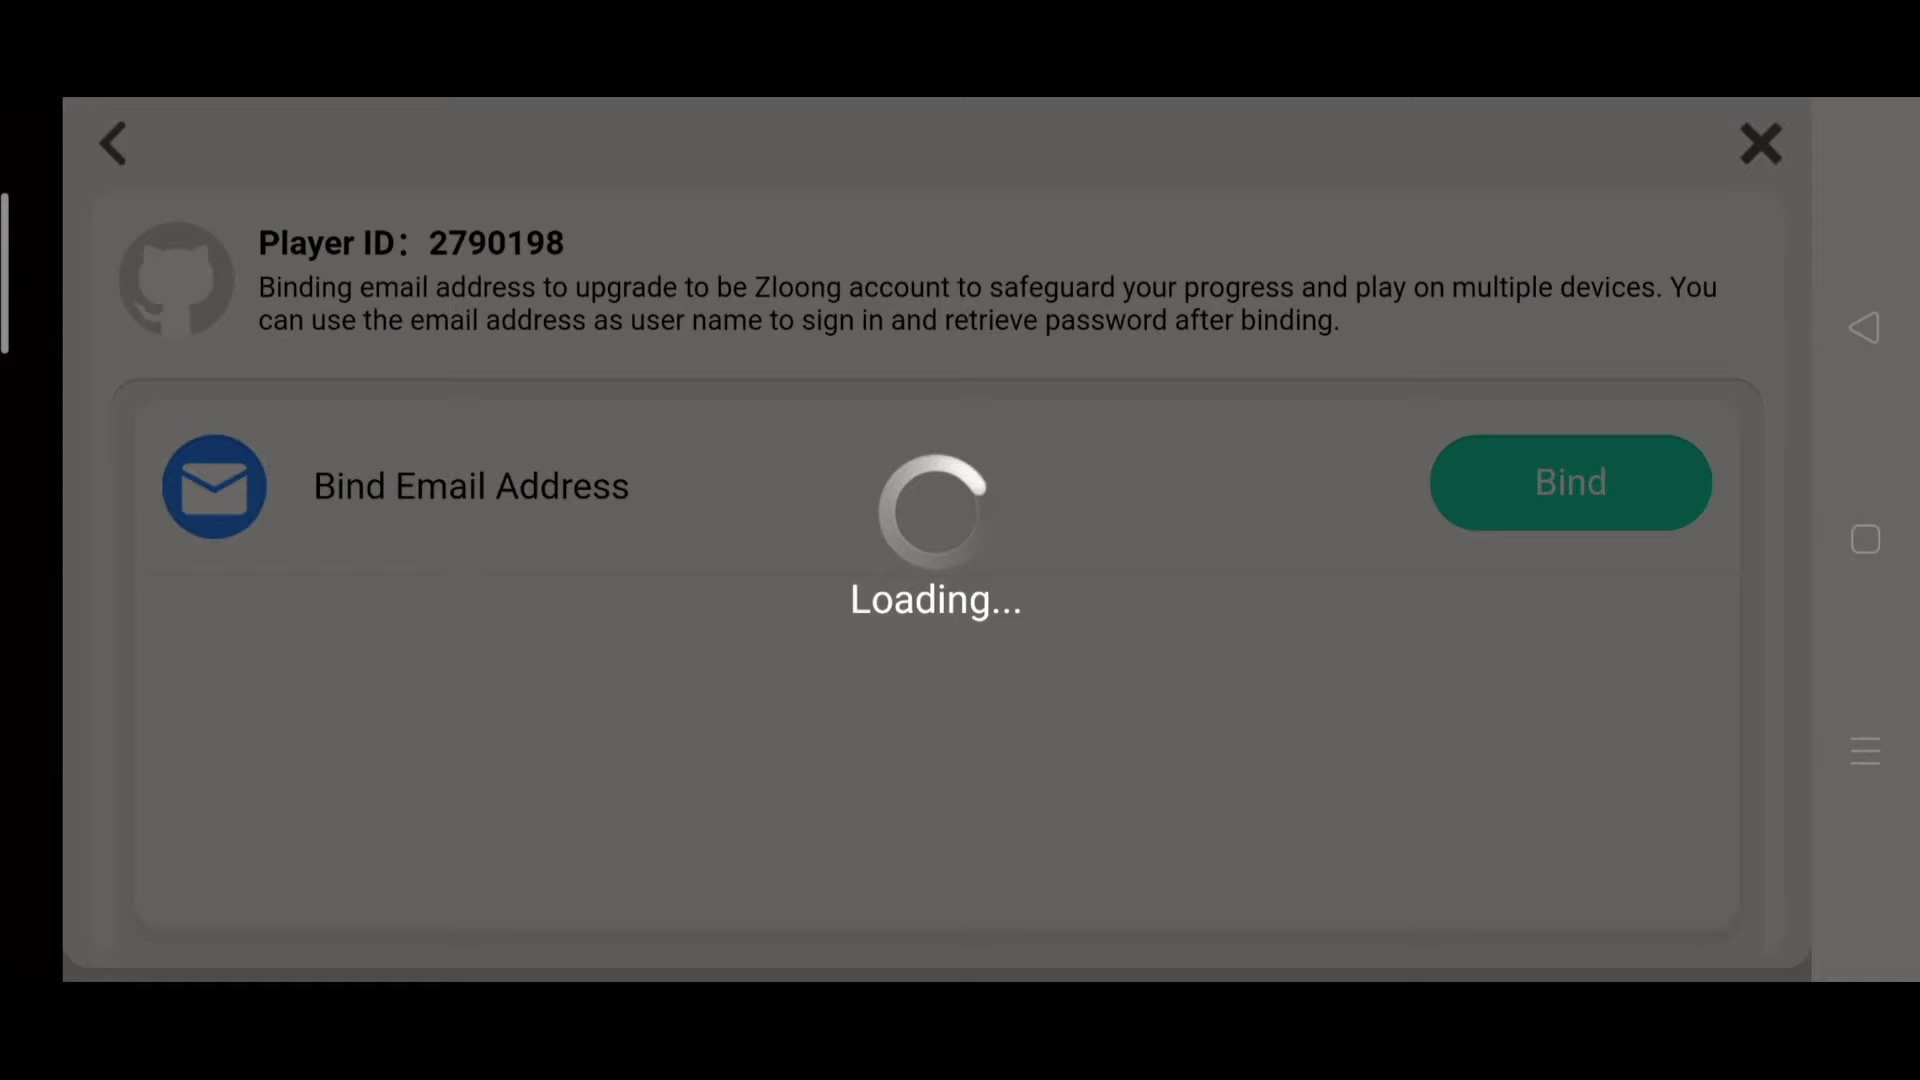 Player ID： 2790198
Binding email address to upgrade to be Zloong account to safeguard your progress and play on multiple devices. You
can use the email address as user name to sign in and retrieve password after binding.
Bind Email Address
Bind
Loading...